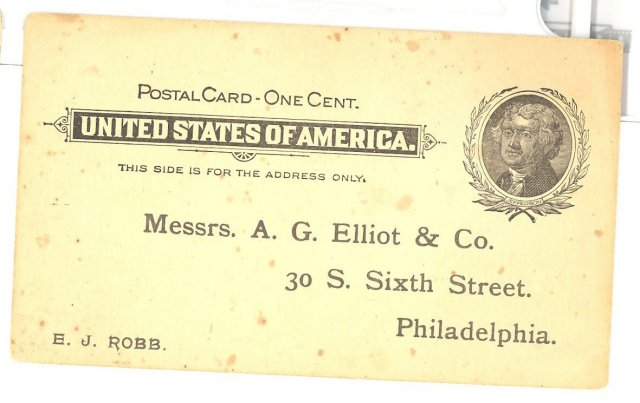 POSTAL CARD - ONE CENT.
UNITED STATES OF AMERICA.
THIS SIDE IS FOR THE ADDRESS ONLY.
Messrs. A. G. Elliot & Co.
30 S. Sixth Street.
Philadelphia.
E. J. ROBB.